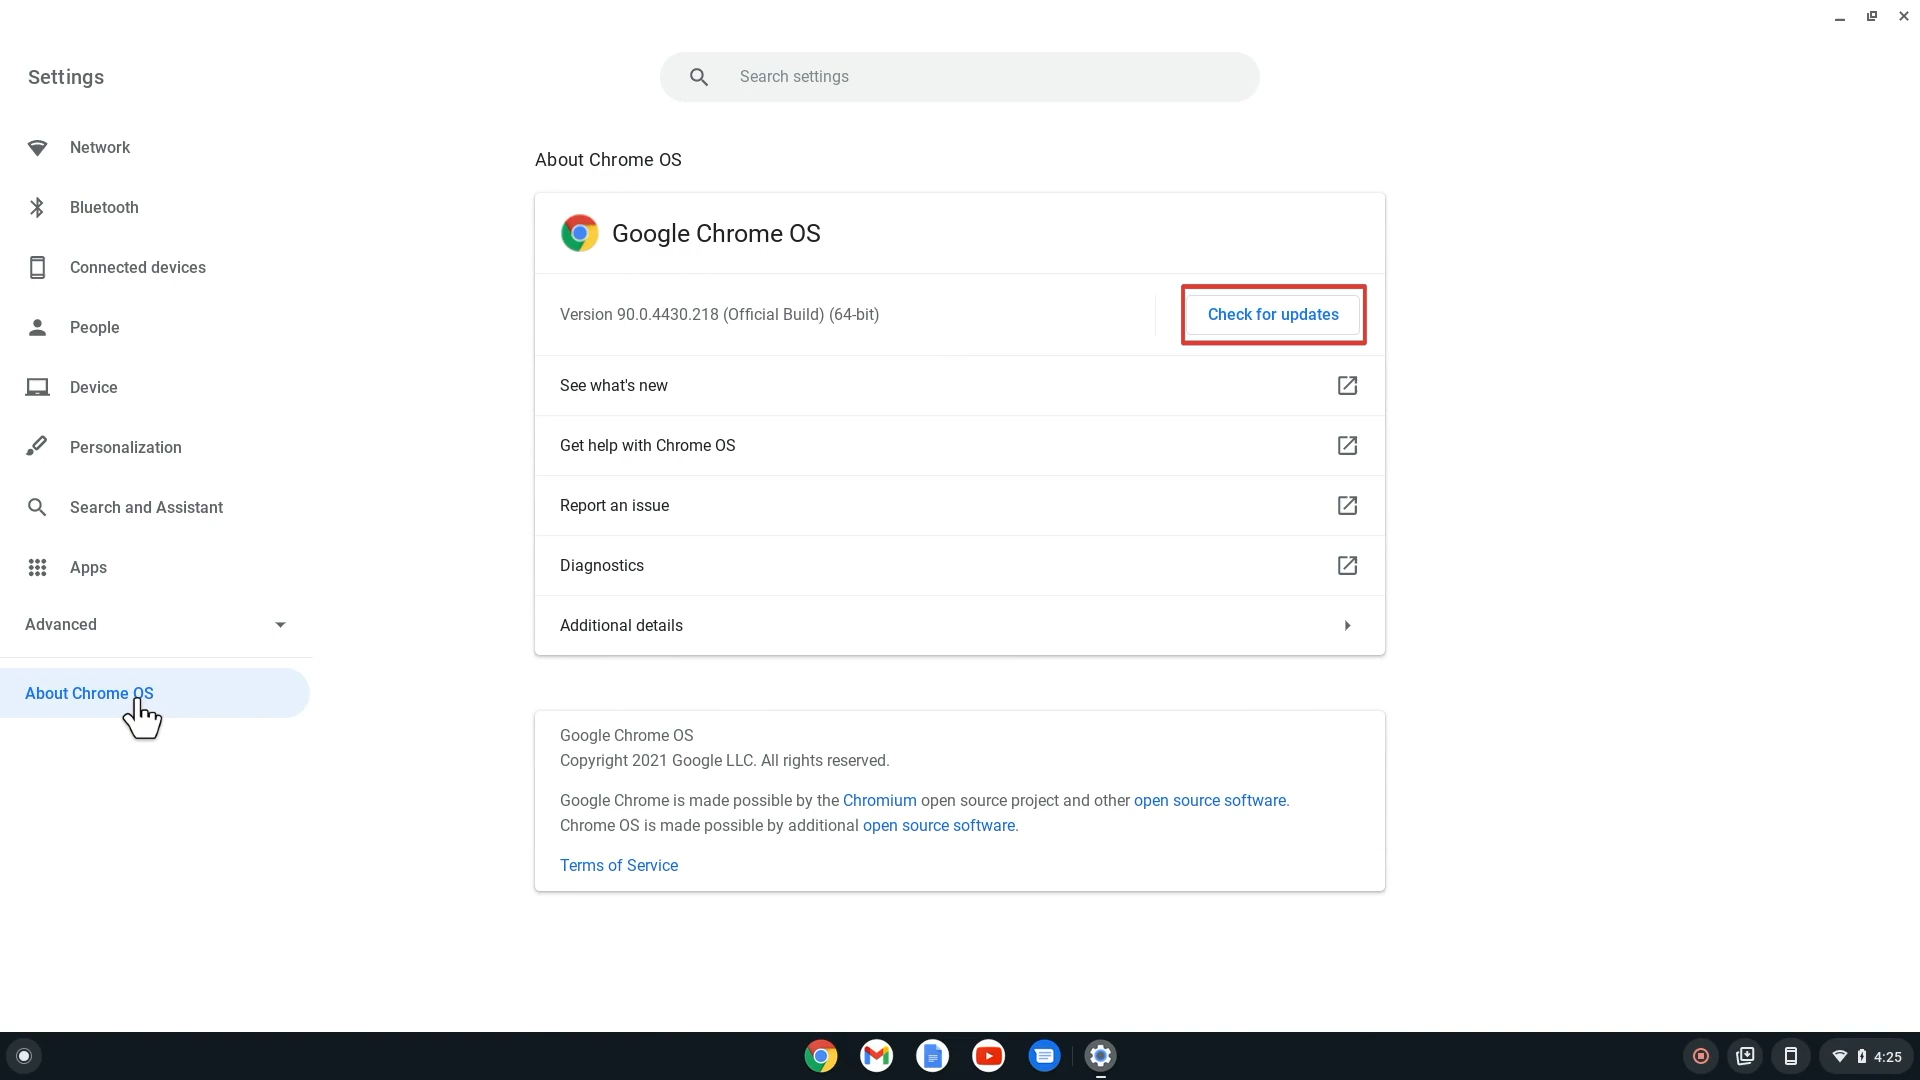 Settings
Search settings
Network
Bluetooth
Connected devices
People
Device
Personalization
Search and Assistant
Apps
Advanced
About Chrome OS
About Chrome OS
Google Chrome OS
Version 90.0.4430.218 (Official Build) (64-bit)
Check for updates
See what's new
Get help with Chrome OS
Report an issue
Diagnostics
Additional details
Google Chrome OS
Copyright 2021 Google LLC. All rights reserved.
Google Chrome is made possible by the Chromium open source project and other open source software.
Chrome OS is made possible by additional open source software.
Terms of Service
4:25